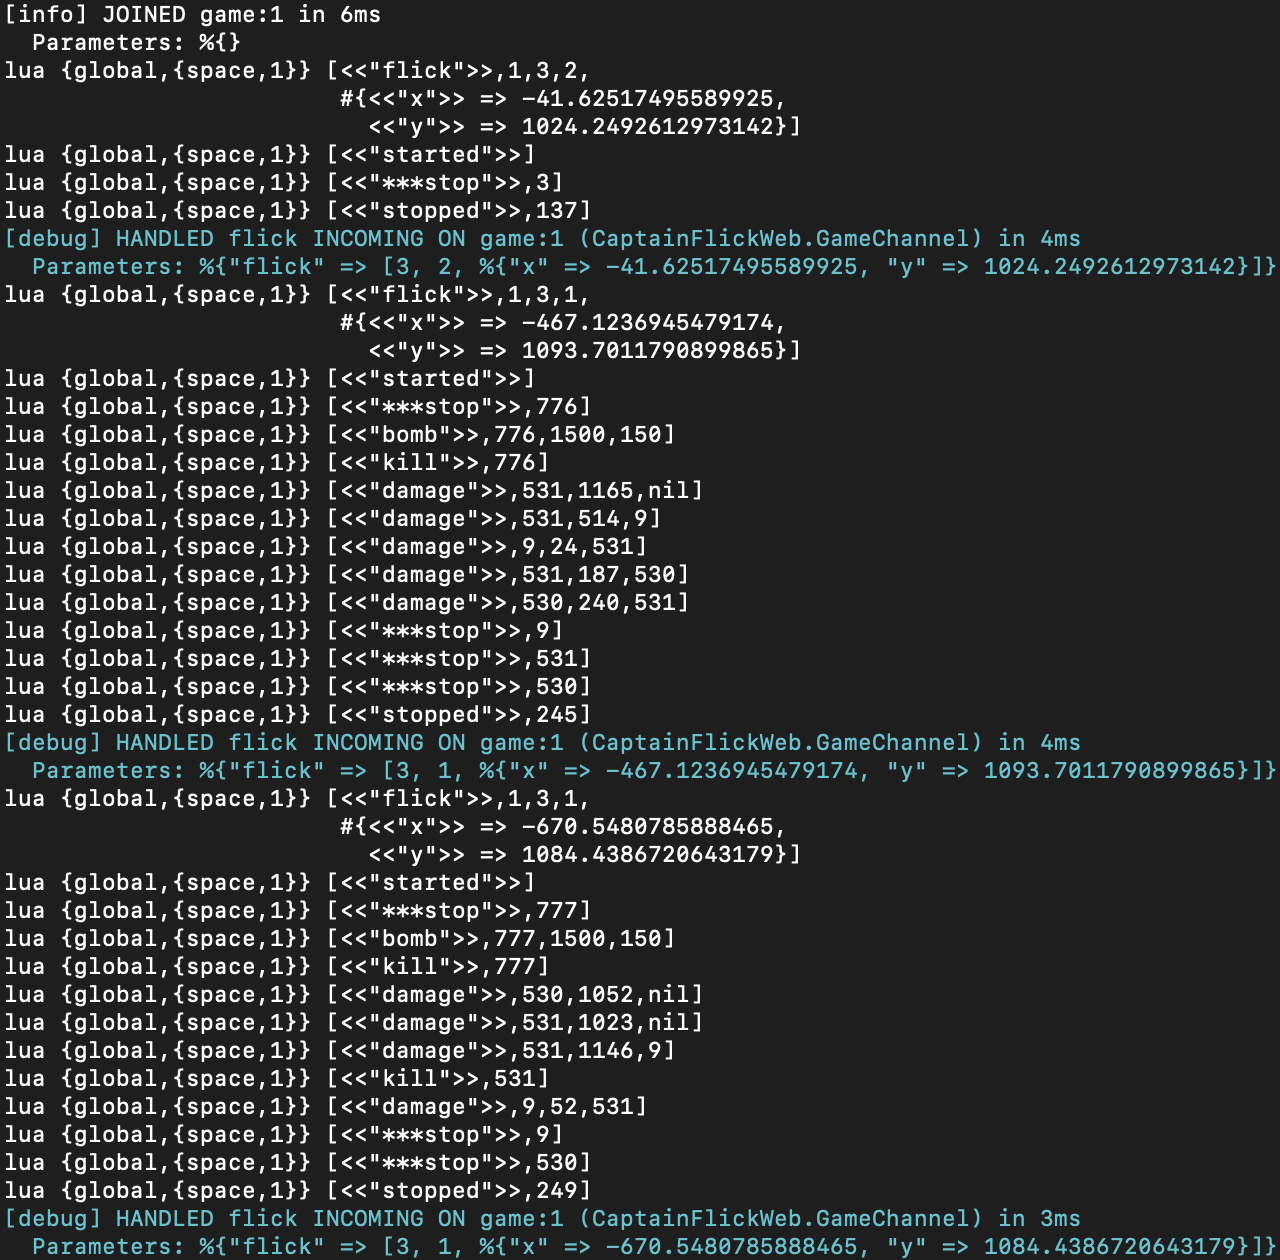 [info] JOINED game:1 in 6ms
  Parameters: %{}
lua {global,{space,1}} [<<"flick">>,1,3,2,
                        #{<<"x">> => -41.62517495589925,
                          <<"y">> => 1024.2492612973142}]
lua {global,{space,1}} [<<"started">>]
lua {global,{space,1}} [<<"***stop">>,3]
lua {global,{space,1}} [<<"stopped">>,137]
[debug] HANDLED flick INCOMING ON game:1 (CaptainFlickWeb.GameChannel) in 4ms
  Parameters: %{"flick" => [3, 2, %{"x" => -41.62517495589925, "y" => 1024.2492612973142}]}
lua {global,{space,1}} [<<"flick">>,1,3,1,
                        #{<<"x">> => -467.1236945479174,
                          <<"y">> => 1093.7011790899865}]
lua {global,{space,1}} [<<"started">>]
lua {global,{space,1}} [<<"***stop">>,776]
lua {global,{space,1}} [<<"bomb">>,776,1500,150]
lua {global,{space,1}} [<<"kill">>,776]
lua {global,{space,1}} [<<"damage">>,531,1165,nil]
lua {global,{space,1}} [<<"damage">>,531,514,9]
lua {global,{space,1}} [<<"damage">>,9,24,531]
lua {global,{space,1}} [<<"damage">>,531,187,530]
lua {global,{space,1}} [<<"damage">>,530,240,531]
lua {global,{space,1}} [<<"***stop">>,9]
lua {global,{space,1}} [<<"***stop">>,531]
lua {global,{space,1}} [<<"***stop">>,530]
lua {global,{space,1}} [<<"stopped">>,245]
[debug] HANDLED flick INCOMING ON game:1 (CaptainFlickWeb.GameChannel) in 4ms
  Parameters: %{"flick" => [3, 1, %{"x" => -467.1236945479174, "y" => 1093.7011790899865}]}
lua {global,{space,1}} [<<"flick">>,1,3,1,
                        #{<<"x">> => -670.5480785888465,
                          <<"y">> => 1084.4386720643179}]
lua {global,{space,1}} [<<"started">>]
lua {global,{space,1}} [<<"***stop">>,777]
lua {global,{space,1}} [<<"bomb">>,777,1500,150]
lua {global,{space,1}} [<<"kill">>,777]
lua {global,{space,1}} [<<"damage">>,530,1052,nil]
lua {global,{space,1}} [<<"damage">>,531,1023,nil]
lua {global,{space,1}} [<<"damage">>,531,1146,9]
lua {global,{space,1}} [<<"kill">>,531]
lua {global,{space,1}} [<<"damage">>,9,52,531]
lua {global,{space,1}} [<<"***stop">>,9]
lua {global,{space,1}} [<<"***stop">>,530]
lua {global,{space,1}} [<<"stopped">>,249]
[debug] HANDLED flick INCOMING ON game:1 (CaptainFlickWeb.GameChannel) in 3ms
  Parameters: %{"flick" => [3, 1, %{"x" => -670.5480785888465, "y" => 1084.4386720643179}]}